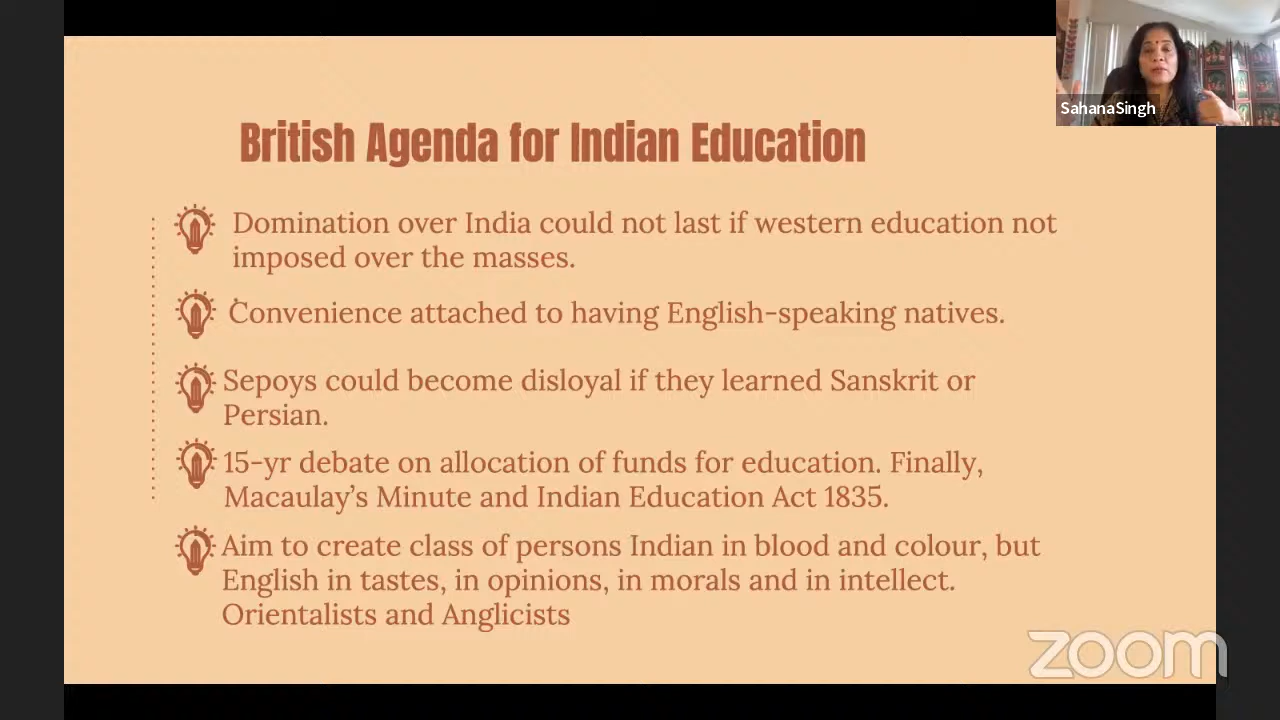 SahanaSingh
British Agenda for Indian Education
Domination over India could not last if western education not
imposed over the masses.
Convenience attached to having English-speaking natives.
Sepoys could become disloyal if they learned Sanskrit or
Persian.
15-yr debate on allocation of funds for education. Finally,
Macaulay’s Minute and Indian Education Act 1835.
Aim to create class of persons Indian in blood and colour, but
English in tastes, in opinions, in morals and in intellect.
Orientalists and Anglicists
zoom